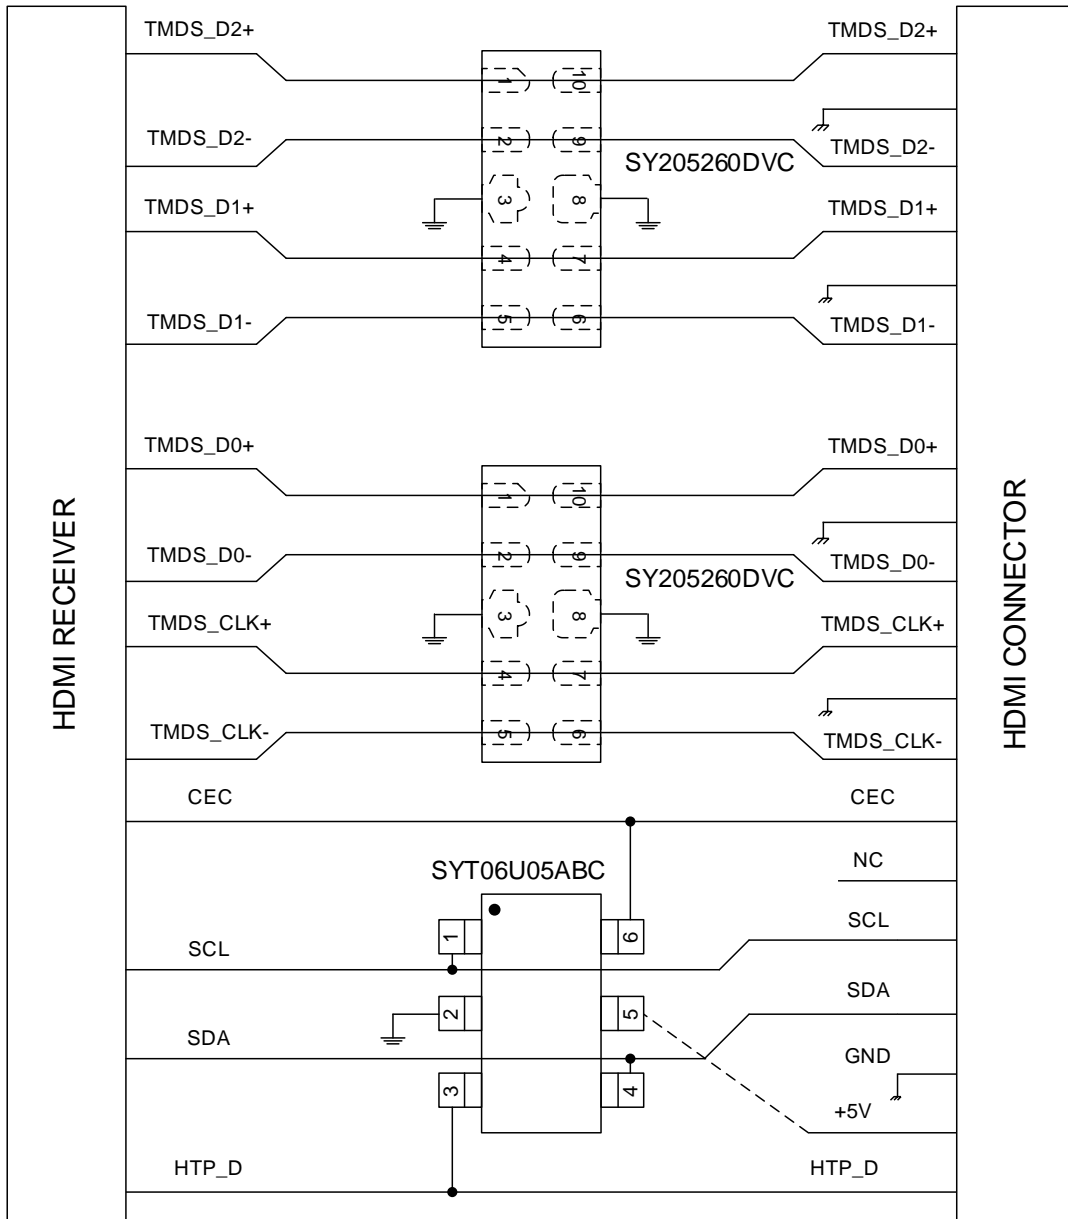 HDMI RECEIVER
HDMI CONNECTOR
TMDS_D2+
TMDS_D2+
1
10
TMDS_D2-
2
9
TMDS_D2-
SY205260DVC
TMDS_D1+
3
8
TMDS_D1+
4
7
TMDS_D1-
5
6
TMDS_D1-
TMDS_D0+
TMDS_D0+
1
10
TMDS_D0-
2
9
TMDS_D0-
SY205260DVC
TMDS_CLK+
3
8
TMDS_CLK+
4
7
TMDS_CLK-
5
6
TMDS_CLK-
CEC
CEC
SYT06U05ABC
NC
1
6
SCL
SCL
2
5
SDA
SDA
3
4
GND
+5V
HTP_D
HTP_D